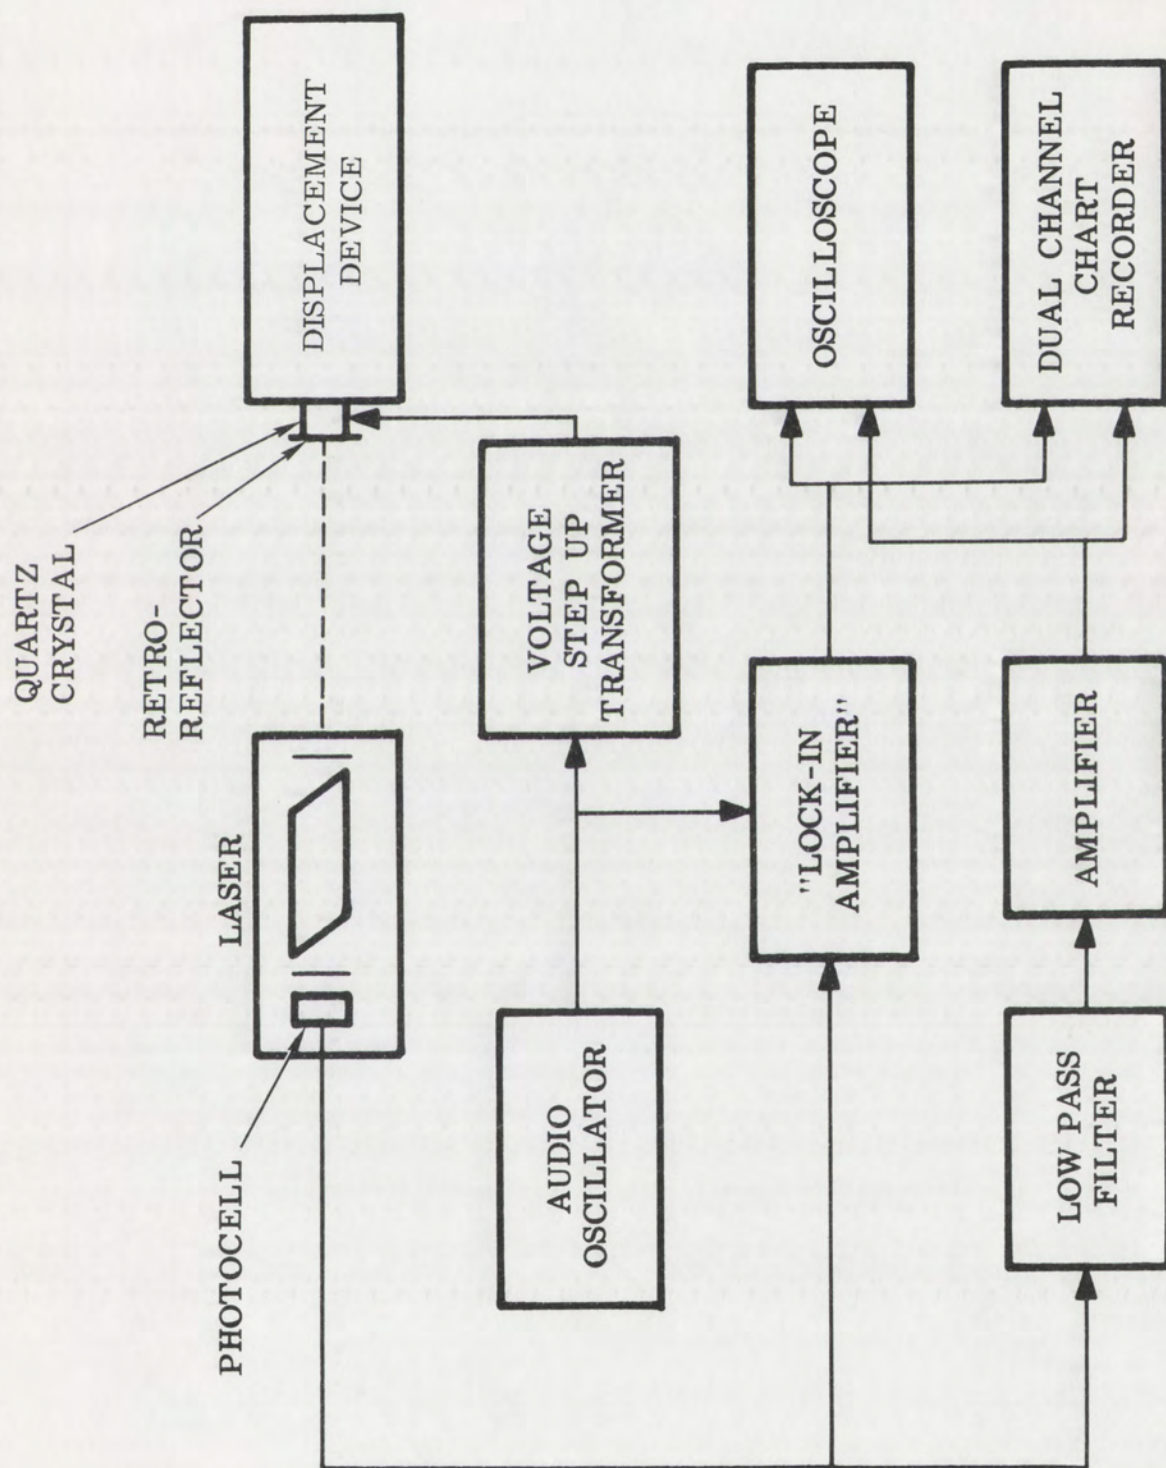 QUARTZ
CRYSTAL
RETRO-
REFLECTOR
DISPLACEMENT
DEVICE
LASER
PHOTOCELL
VOLTAGE
STEP UP
TRANSFORMER
AUDIO
OSCILLATOR
OSCILLOSCOPE
"LOCK-IN
AMPLIFIER"
DUAL CHANNEL
CHART
RECORDER
AMPLIFIER
LOW PASS
FILTER